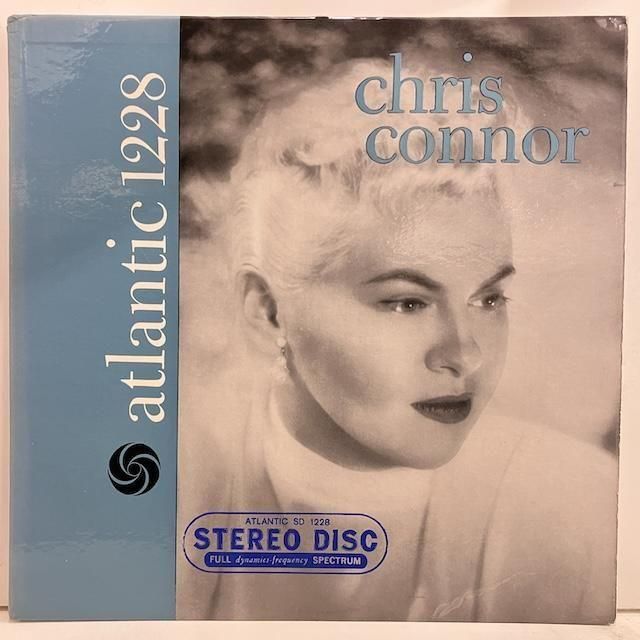 atlantic 1228
chris
connor
ATLANTIC SD 1228
STEREO DISC
FULL dynamics-frequency SPECTRUM